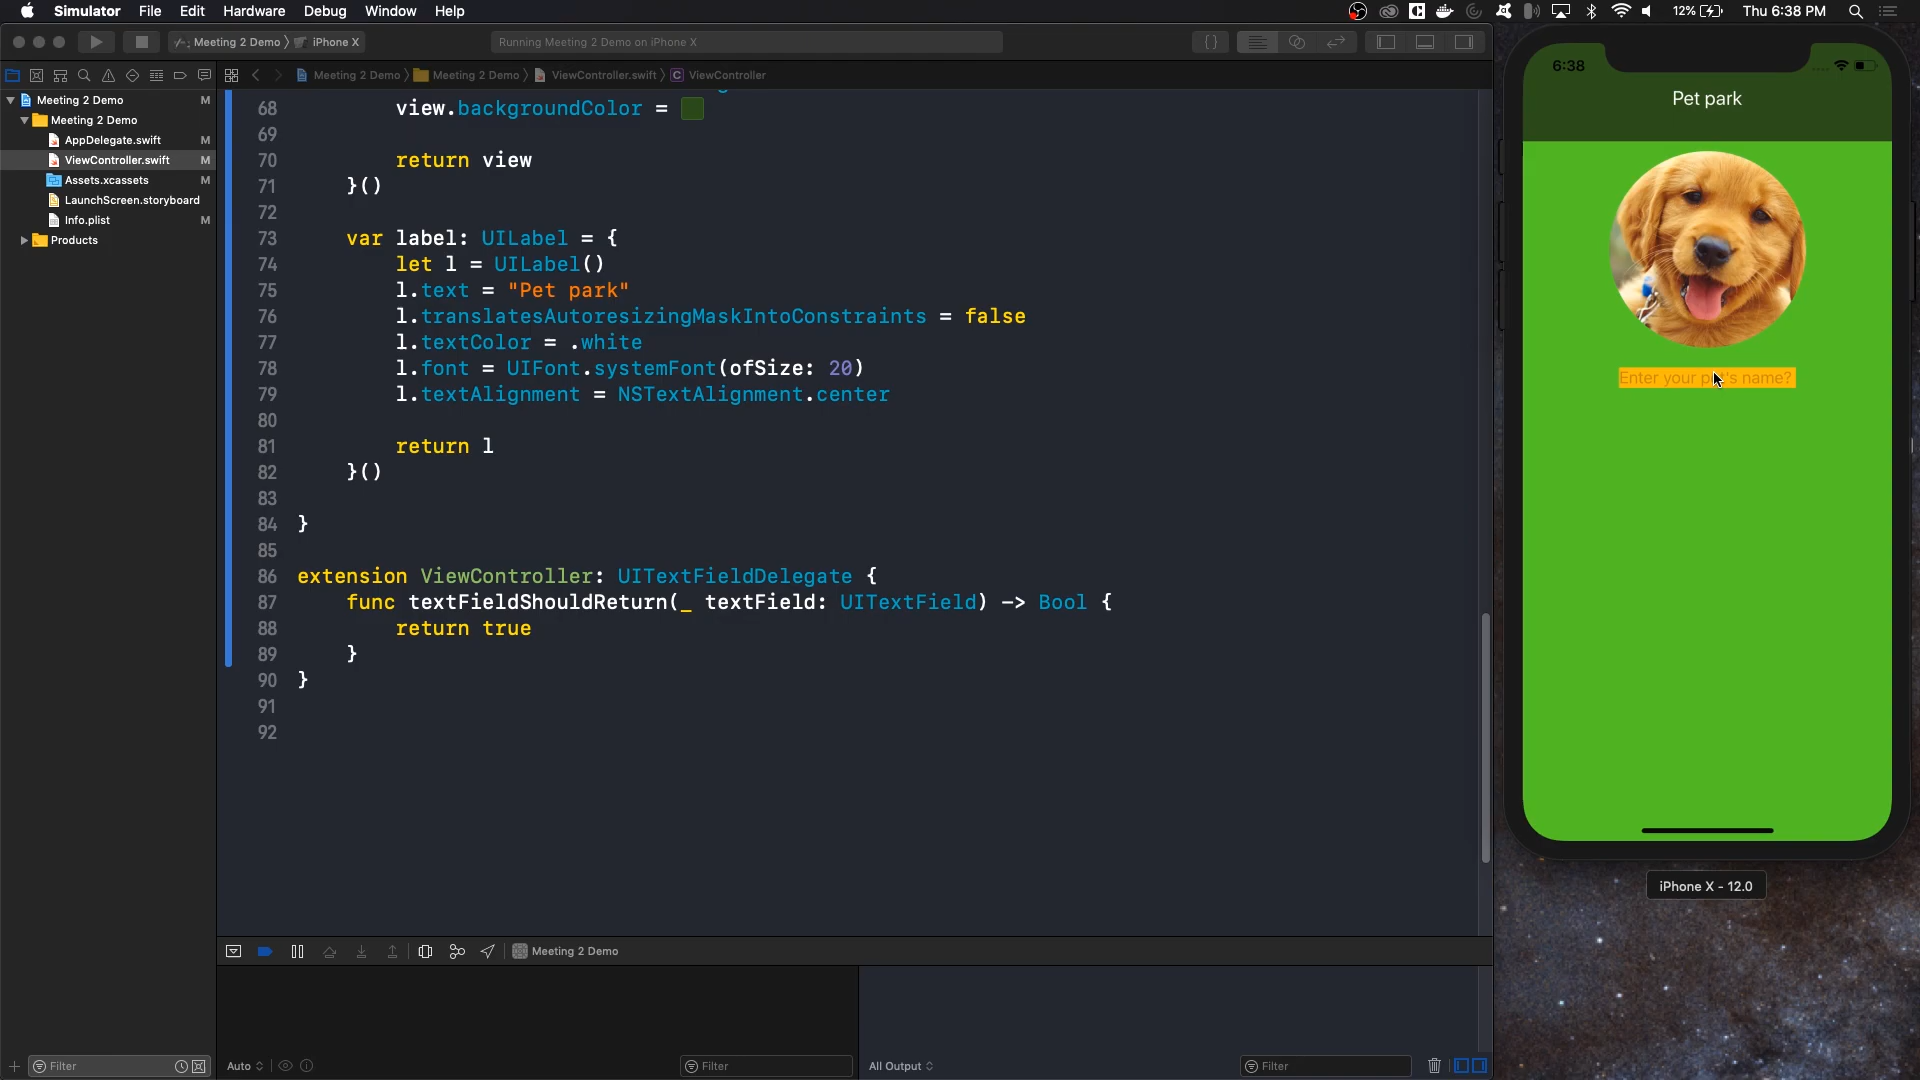 Simulator File Edit Hardware Debug Window Help
12% Thu 6:38 PM
Meeting 2 Demo iPhone X
Running Meeting 2 Demo on iPhone X
Meeting 2 Demo Meeting 2 Demo ViewController.swift C ViewController
Meeting 2 Demo M
Meeting 2 Demo
AppDelegate.swift M
ViewController.swift M
Assets.xcassets M
LaunchScreen.storyboard
Info.plist M
Products
68 view.backgroundColor =
69
70 return view
71 }()
72
73 var label: UILabel = {
74 let l = UILabel()
75 l.text = "Pet park"
76 l.translatesAutoresizingMaskIntoConstraints = false
77 l.textColor = .white
78 l.font = UIFont.systemFont(ofSize: 20)
79 l.textAlignment = NSTextAlignment.center
80
81 return l
82 }()
83
84 }
85
86 extension ViewController: UITextFieldDelegate {
87 func textFieldShouldReturn(_ textField: UITextField) -> Bool {
88 return true
89 }
90 }
91
92
Meeting 2 Demo
Filter
Auto
Filter
All Output
Filter
6:38
Pet park
Enter your pet's name?
iPhone X - 12.0